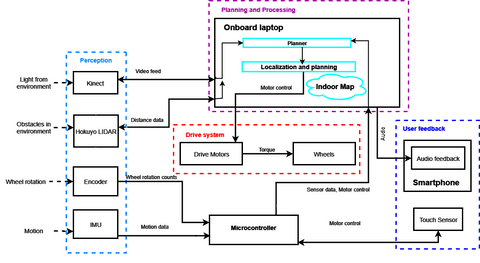 Planning and Processing
Onboard laptop
Planner
Localization and planning
Indoor Map
Perception
Light from
environment
Kinect
Video feed
Motor control
Obstacles in
environment
Hokuyo LIDAR
Distance data
Drive system
Drive Motors
Torque
Wheels
Audio
User feedback
Audio feedback
Smartphone
Wheel rotation
Encoder
Wheel rotation counts
Sensor data, Motor control
Motion
IMU
Motion data
Microcontroller
Motor control
Touch Sensor